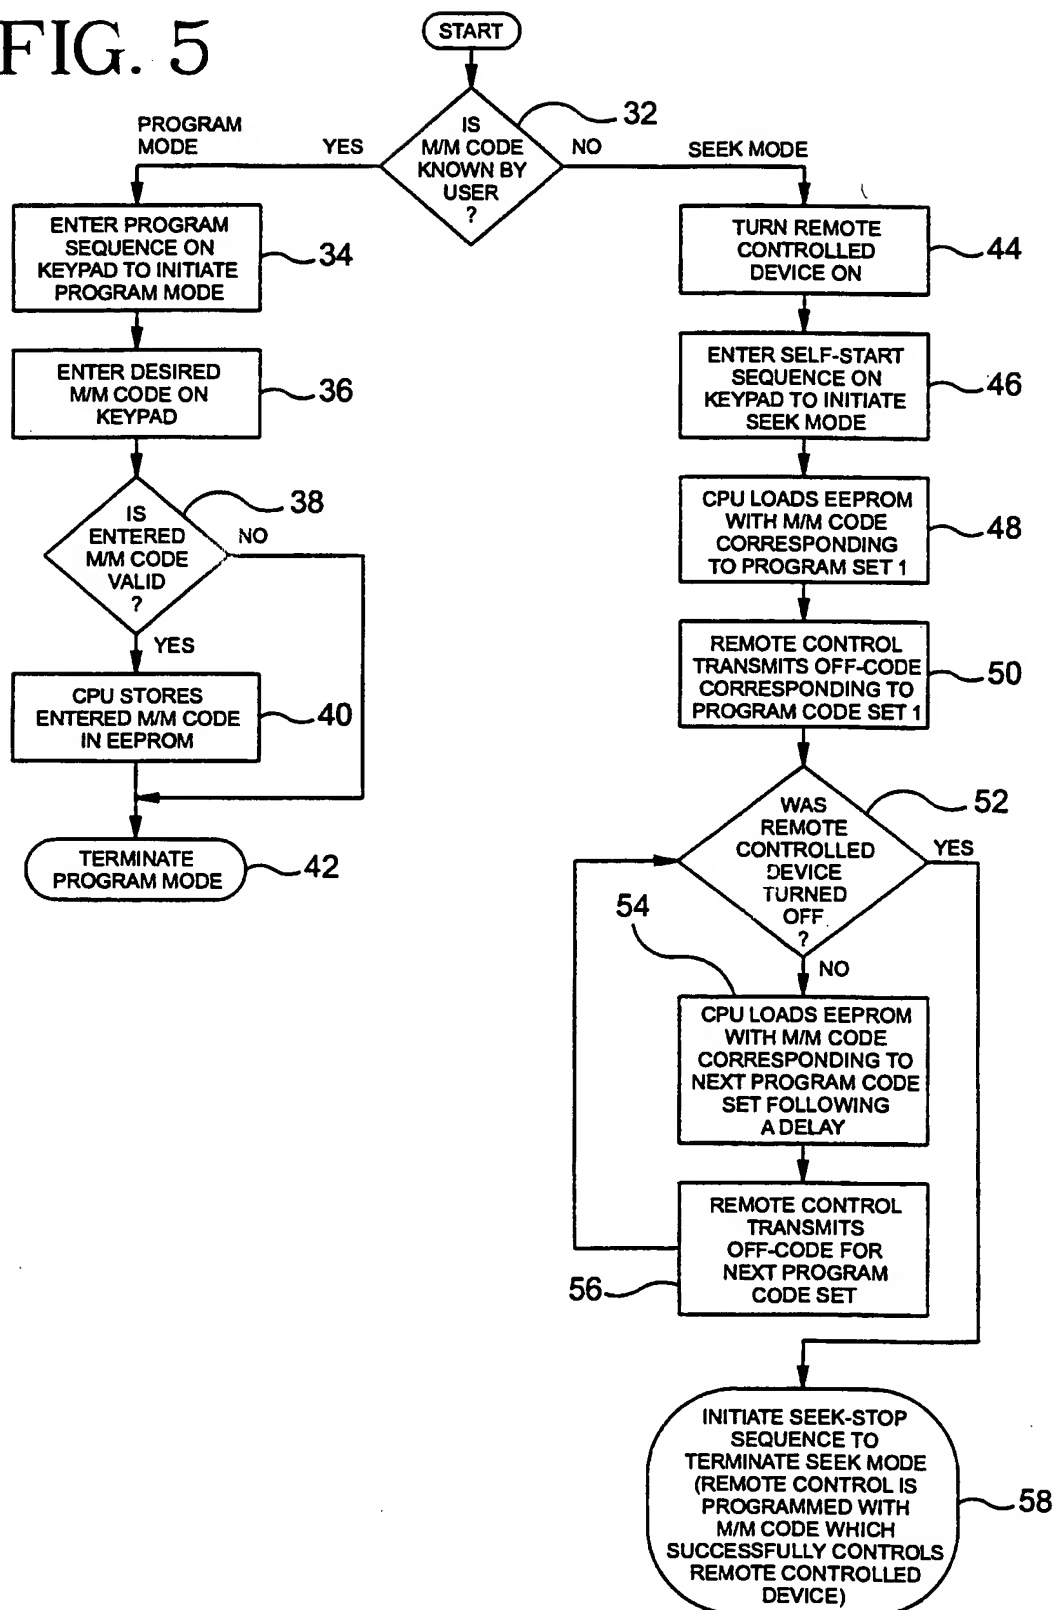 FIG. 5
START
IS
M/M CODE
KNOWN BY
USER
?
32
PROGRAM
MODE
YES
NO
SEEK MODE
ENTER PROGRAM
SEQUENCE ON
KEYPAD TO INITIATE
PROGRAM MODE
34
ENTER DESIRED
M/M CODE ON
KEYPAD
36
IS
ENTERED
M/M CODE
VALID
?
38
NO
YES
CPU STORES
ENTERED M/M CODE
IN EEPROM
40
TERMINATE
PROGRAM MODE
42
TURN REMOTE
CONTROLLED
DEVICE ON
44
ENTER SELF-START
SEQUENCE ON
KEYPAD TO INITIATE
SEEK MODE
46
CPU LOADS EEPROM
WITH M/M CODE
CORRESPONDING
TO PROGRAM SET 1
48
REMOTE CONTROL
TRANSMITS OFF-CODE
CORRESPONDING TO
PROGRAM CODE SET 1
50
WAS
REMOTE
CONTROLLED
DEVICE
TURNED
OFF
?
52
YES
NO
54
CPU LOADS EEPROM
WITH M/M CODE
CORRESPONDING TO
NEXT PROGRAM CODE
SET FOLLOWING
A DELAY
REMOTE CONTROL
TRANSMITS
OFF-CODE FOR
NEXT PROGRAM
CODE SET
56
INITIATE SEEK-STOP
SEQUENCE TO
TERMINATE SEEK MODE
(REMOTE CONTROL IS
PROGRAMMED WITH
M/M CODE WHICH
SUCCESSFULLY CONTROLS
REMOTE CONTROLLED
DEVICE)
58